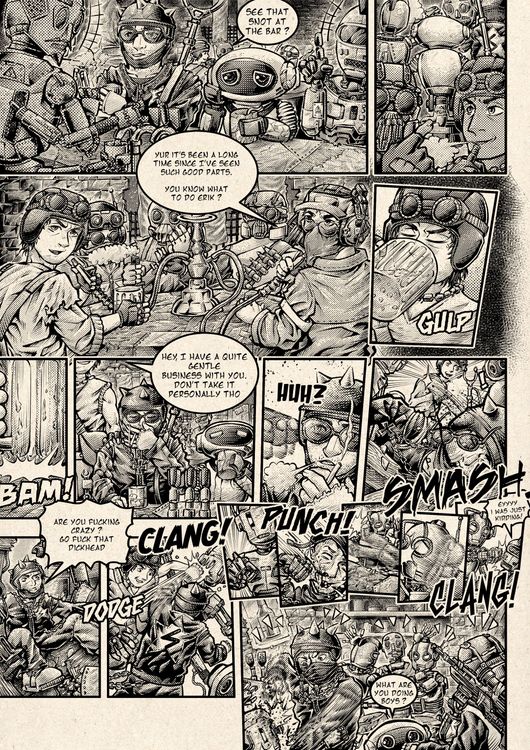 SEE THAT
SNOT AT
THE BAR ?
YUR IT'S BEEN A LONG
TIME SINCE I'VE SEEN
SUCH GOOD PARTS.
YOU KNOW WHAT
TO DO ERIK ?
GULP
HEY, I HAVE A QUITE
GENTLE
BUSINESS WITH YOU.
DON'T TAKE IT
PERSONALLY THO
HUH?
BAM!
SMASH
EYYYY
I WAS JUST
KIDDING!
ARE YOU FUCKING
CRAZY ?
GO FUCK THAT
DICKHEAD
CLANG!
PUNCH!
CLANG!
DODGE
WHAT ARE
YOU DOING
BOYS ?